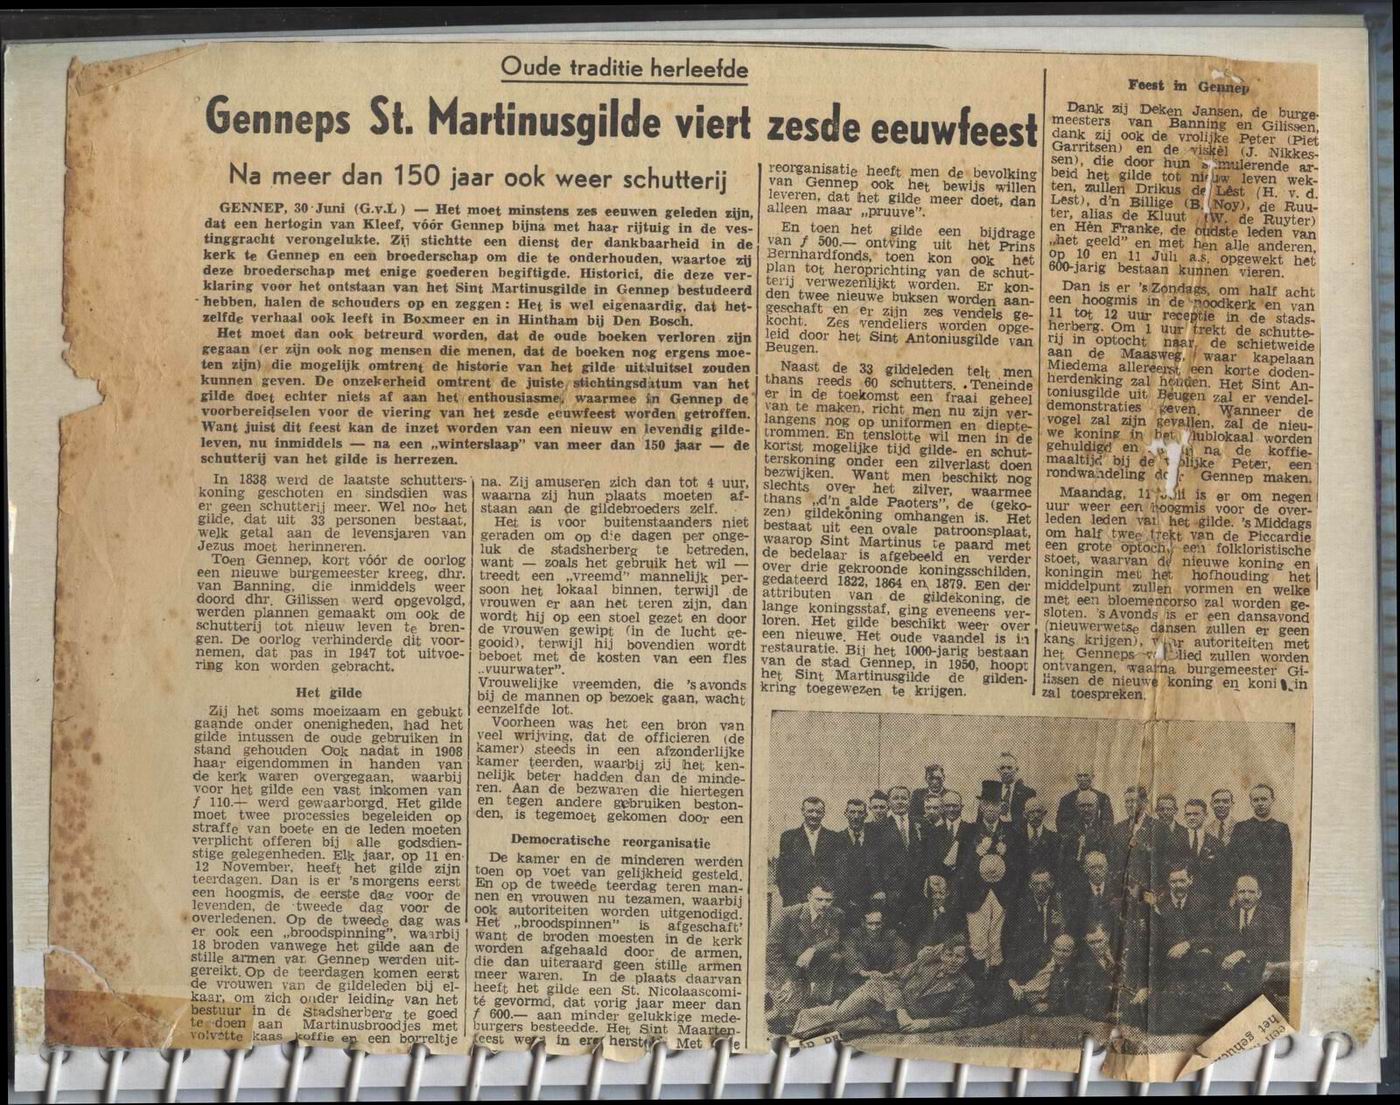 Oude traditie herleefde
Genneps St. Martinusgilde viert zesde eeuwfeest
Na meer dan 150 jaar ook weer schutterij
GENNEP, 30 Juni (G.v.L) — Het moet minstens zes eeuwen geleden zijn,
dat een hertogin van Kleef, vóór Gennep bijna met haar rijtuig in de ves-
tinggracht verongelukte. Zij stichtte een dienst der dankbaarheid in de
kerk te Gennep en een broederschap om die te onderhouden, waartoe zij
deze broederschap met enige goederen begiftigde. Historici, die deze ver-
klaring voor het ontstaan van het Sint Martinusgilde in Gennep bestudeerd
hebben, halen de schouders op en zeggen: Het is wel eigenaardig, dat het-
zelfde verhaal ook leeft in Boxmeer en in Hintham bij Den Bosch.
Het moet dan ook betreurd worden, dat de oude boeken verloren zijn
gegaan (er zijn ook nog mensen die menen, dat de boeken nog ergens moe-
ten zijn) die mogelijk omtrent de historie van het gilde uitsluitsel zouden
kunnen geven. De onzekerheid omtrent de juiste stichtingsdatum van het
gilde doet echter niets af aan het enthousiasme, waarmee in Gennep de
voorbereidselen voor de viering van het zesde eeuwfeest worden getroffen.
Want juist dit feest kan de inzet worden van een nieuw en levendig gilde-
leven, nu inmiddels — na een „winterslaap” van meer dan 150 jaar — de
schutterij van het gilde is herrezen.
In 1838 werd de laatste schutters-
koning geschoten en sindsdien was
er geen schutterij meer. Wel nog het
gilde, dat uit 33 personen bestaat,
welk getal aan de levensjaren van
Jezus moet herinneren.
Toen Gennep, kort vóór de oorlog
een nieuwe burgemeester kreeg, dhr.
van Banning, die inmiddels weer
doord dhr. Gilissen werd opgevolgd,
werden plannen gemaakt om ook de
schutterij tot nieuw leven te bren-
gen. De oorlog verhinderde dit voor-
nemen, dat pas in 1947 tot uitvoe-
ring kon worden gebracht.
Het gilde
Zij het soms moeizaam en gebukt
gaande onder onenigheden, had het
gilde intussen de oude gebruiken in
stand gehouden Ook nadat in 1908
haar eigendommen in handen van
de kerk waren overgegaan, waarbij
voor het gilde een vast inkomen van
f 110.— werd gewaarborgd. Het gilde
moet twee processies begeleiden op
straffe van boete en de leden moeten
verplicht offeren bij alle godsdien-
stige gelegenheden. Elk jaar, op 11 en
12 November, heeft het gilde zijn
teerdagen. Dan is er 's morgens eerst
een hoogmis, de eerste dag voor de
levenden, de tweede dag voor de
overledenen. Op de tweede dag was
er ook een „broodspinning”, waarbij
18 broden vanwege het gilde aan de
stille armen van Gennep werden uit-
gereikt. Op de teerdagen komen eerst
de vrouwen van de gildeleden bij el-
kaar, om zich onder leiding van het
bestuur in de Stadsherberg te goed
te doen aan Martinusbroodjes met
volvette kaas koffie en een borreltje
na. Zij amuseren zich dan tot 4 uur,
waarna zij hun plaats moeten af-
staan aan de gildebroeders zelf.
Het is voor buitenstaanders niet
geraden om op die dagen per onge-
luk de stadsherberg te betreden,
want — zoals het gebruik het wil —
treedt een „vreemd” mannelijk per-
soon het lokaal binnen, terwijl de
vrouwen er aan het teren zijn, dan
wordt hij op een stoel gezet en door
de vrouwen gewipt (in de lucht ge-
gooid), terwijl hij bovendien wordt
beboet met de kosten van een fles
„vuurwater”.
Vrouwelijke vreemden, die 's avonds
bij de mannen op bezoek gaan, wacht
eenzelfde lot.
Voorheen was het een bron van
veel wrijving, dat de officieren (de
kamer) steeds in een afzonderlijke
kamer teerden, waarbij zij het ken-
nelijk beter hadden dan de minde-
ren. Aan de bezwaren die hiertegen
en tegen andere gebruiken beston-
den, is tegemoet gekomen door een
Democratische reorganisatie
De kamer en de minderen werden
toen op voet van gelijkheid gesteld.
En op de tweede teerdag teren man-
nen en vrouwen nu tezamen, waarbij
ook autoriteiten worden uitgenodigd.
Het „broodspinnen” is afgeschaft
want de broden moesten in de kerk
worden afgehaald door de armen,
die dan uiteraard geen stille armen
meer waren. In de plaats daarvan
heeft het gilde een St. Nicolaascomi-
té gevormd, dat vorig jaar meer dan
f 600.— aan minder gelukkige mede-
burgers besteedde. Het Sint Maarten-
feest werd in ere hersteld. Met
reorganisatie heeft men de bevolking
van Gennep ook het bewijs willen
leveren, dat het gilde meer doet, dan
alleen maar „pruuve”.
En toen het gilde een bijdrage
van f 500.— ontving uit het Prins
Bernhardfonds, toen kon ook het
plan tot heroprichting van de schut-
terij verwezenlijkt worden. Er kon-
den twee nieuwe buksen worden aan-
geschaft en er zijn zes vendels ge-
kocht. Zes vendeliers worden opge-
leid door het Sint Antoniusgilde van
Beugen.
Naast de 33 gildeleden telt men
thans reeds 60 schutters. Teneinde
er in de toekomst een fraai geheel
van te maken, richt men nu zijn ver-
langens nog op uniformen en diepte-
trommen. En tenslotte wil men in de
kortst mogelijke tijd gilde- en schut-
terskoning onder een zilverlast doen
bezwijken. Want men beschikt nog
slechts over het zilver, waarmee
thans „d'n alde Paoters”, de (geko-
zen) gildekoning omhangen is. Het
bestaat uit een ovale patroonsplaat,
waarop Sint Martinus te paard met
de bedelaar is afgebeeld en verder
over drie gekroonde koningsschilden,
gedateerd 1822, 1864 en 1879. Een der
attributen van de gildekoning, de
lange koningsstaf, ging eveneens ver-
loren. Het gilde beschikt weer over
een nieuwe. Het oude vaandel is in
restauratie. Bij het 1000-jarig bestaan
van de stad Gennep, in 1950, hoopt
het Sint Martinusgilde de gilden-
kring toegewezen te krijgen.
Feest in Gennep
Dank zij Deken Jansen, de burge-
meesters van Banning en Gilissen,
dank zij ook de vrolijke Peter (Piet
Garritsen) en de viskèl (J. Nikkes-
sen), die door hun mulerende ar-
beid het gilde tot nieuw leven wek-
ten, zullen Drikus de Lest (H. v. d.
Lest), d'n Billige (B. Noy), de Ruu-
ter, alias de Kluut (W. de Ruyter)
en Hèn Franke, de oudste leden van
„het geeld” en met hen alle anderen,
op 10 en 11 Juli a.s. opgewekt het
600-jarig bestaan kunnen vieren.
Dan is er 's Zondags, om half acht
een hoogmis in de noodkerk en van
11 tot 12 uur receptie in de stads-
herberg. Om 1 uur trekt de schutte-
rij in optocht naar de schietweide
aan de Maasweg, waar kapelaan
Miedema allereerst een korte doden-
herdenking zal houden. Het Sint An-
toniusgilde uit Beugen zal er vendel-
demonstraties geven. Wanneer de
vogel zal zijn gevallen, zal de nieu-
we koning in het clublokaal worden
gehuldigd en na de koffie-
maaltijd bij de vrolijke Peter, een
rondwandeling door Gennep maken.
Maandag, 11 Juli is er om negen
uur weer een hoogmis voor de over-
leden leden van het gilde. 's Middags
om half twee trekt van de Piccardie
een grote optocht, een folkloristische
stoet, waarvan de nieuwe koning en
koningin met het hofhouding het
middelpunt zullen vormen en welke
met een bloemencorso zal worden ge-
sloten. 's Avonds is er een dansavond
(nieuwerwetse dansen zullen er geen
kans krijgen), waar autoriteiten met
het Genneps volkslied zullen worden
ontvangen, waarna burgemeester Gi-
lissen de nieuwe koning en koningin
zal toespreken.
het gehuc